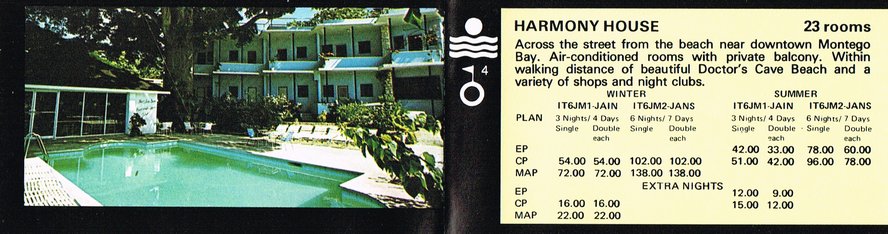 HARMONY HOUSE 23 rooms
Across the street from the beach near downtown Montego
Bay. Air-conditioned rooms with private balcony. Within
walking distance of beautiful Doctor's Cave Beach and a
variety of shops and night clubs.
WINTER SUMMER
IT6JM1-JAIN IT6JM2-JANS IT6JM1-JAIN IT6JM2-JANS
PLAN 3 Nights/4 Days 6 Nights/ 7 Days 3 Nights/ 4 Days 6 Nights/ 7 Days
Single Double Single Double Single Double Single Double
each each each each
EP 42.00 33.00 78.00 60.00
CP 54.00 54.00 102.00 102.00 51.00 42.00 96.00 78.00
MAP 72.00 72.00 138.00 138.00
EXTRA NIGHTS
EP 12.00 9.00
CP 16.00 16.00 15.00 12.00
MAP 22.00 22.00
4